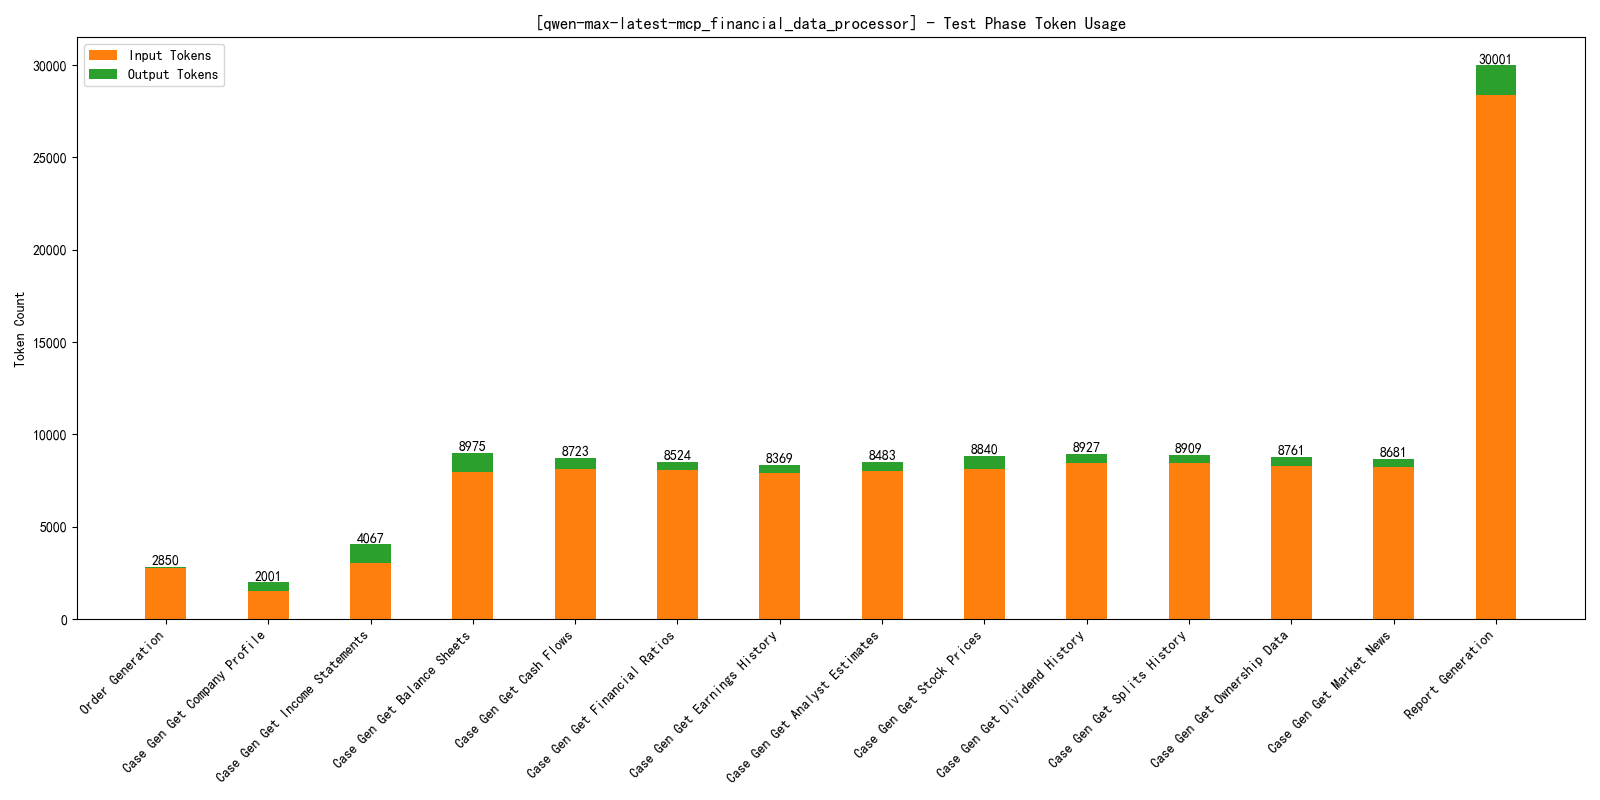 [qwen-max-latest-mcp_financial_data_processor] - Test Phase Token Usage
Input Tokens
Output Tokens
Token Count
30000
25000
20000
15000
10000
5000
0
2850
2001
4067
8975
8723
8524
8369
8483
8840
8927
8909
8761
8681
30001
Order Generation
Case Gen Get Company Profile
Case Gen Get Income Statements
Case Gen Get Balance Sheets
Case Gen Get Cash Flows
Case Gen Get Financial Ratios
Case Gen Get Earnings History
Case Gen Get Analyst Estimates
Case Gen Get Stock Prices
Case Gen Get Dividend History
Case Gen Get Splits History
Case Gen Get Ownership Data
Case Gen Get Market News
Report Generation